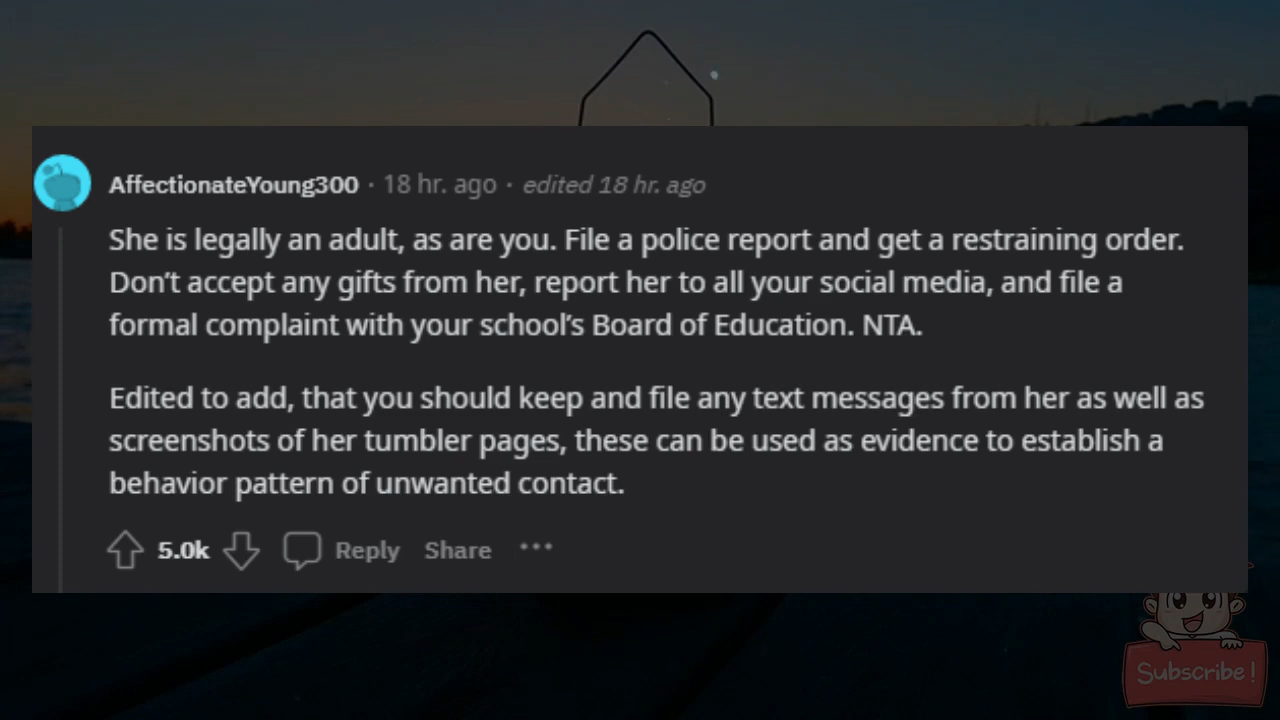 AffectionateYoung300 · 18 hr. ago · edited 18 hr. ago
She is legally an adult, as are you. File a police report and get a restraining order.
Don’t accept any gifts from her, report her to all your social media, and file a
formal complaint with your school’s Board of Education. NTA.
Edited to add, that you should keep and file any text messages from her as well as
screenshots of her tumbler pages, these can be used as evidence to establish a
behavior pattern of unwanted contact.
5.0k Reply Share ···
Subscribe!